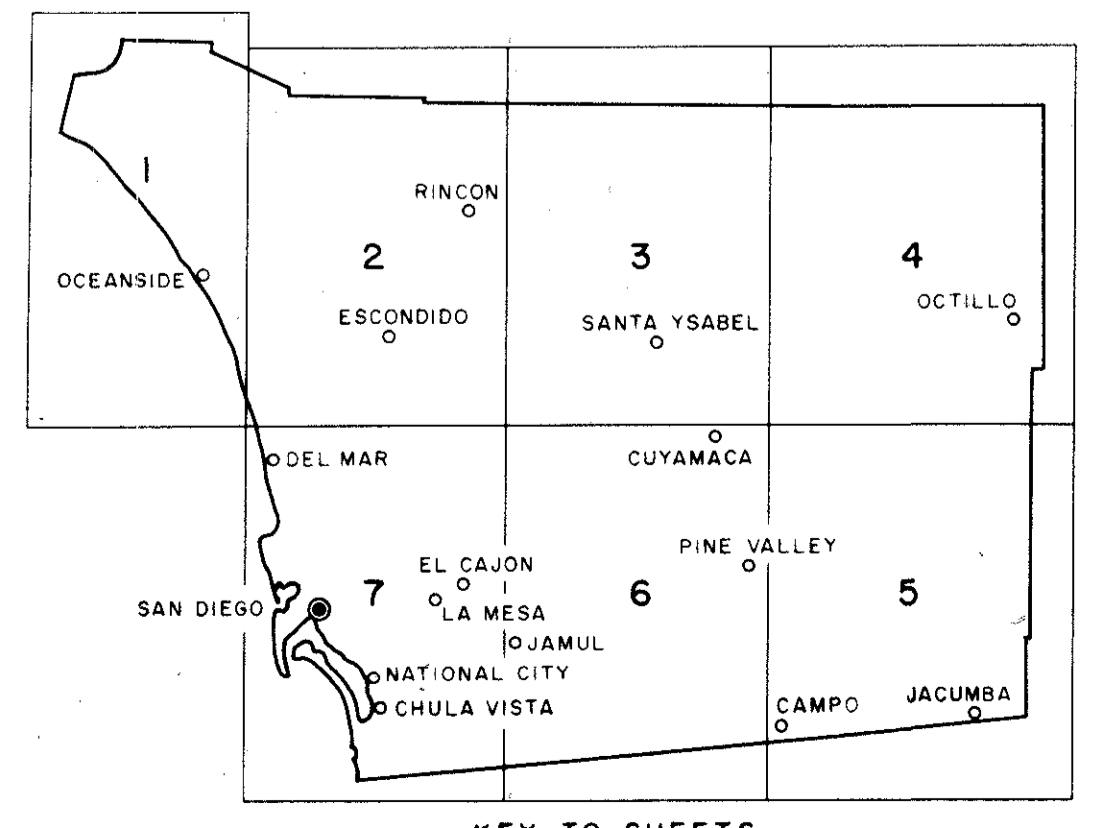 1
RINCON
2
3
4
OCEANSIDE
OCTILLO
ESCONDIDO
SANTA YSABEL
DEL MAR
CUYAMACA
PINE VALLEY
EL CAJON
7
6
5
SAN DIEGO
LA MESA
JAMUL
NATIONAL CITY
CHULA VISTA
CAMPO
JACUMBA
KEY TO SHEETS